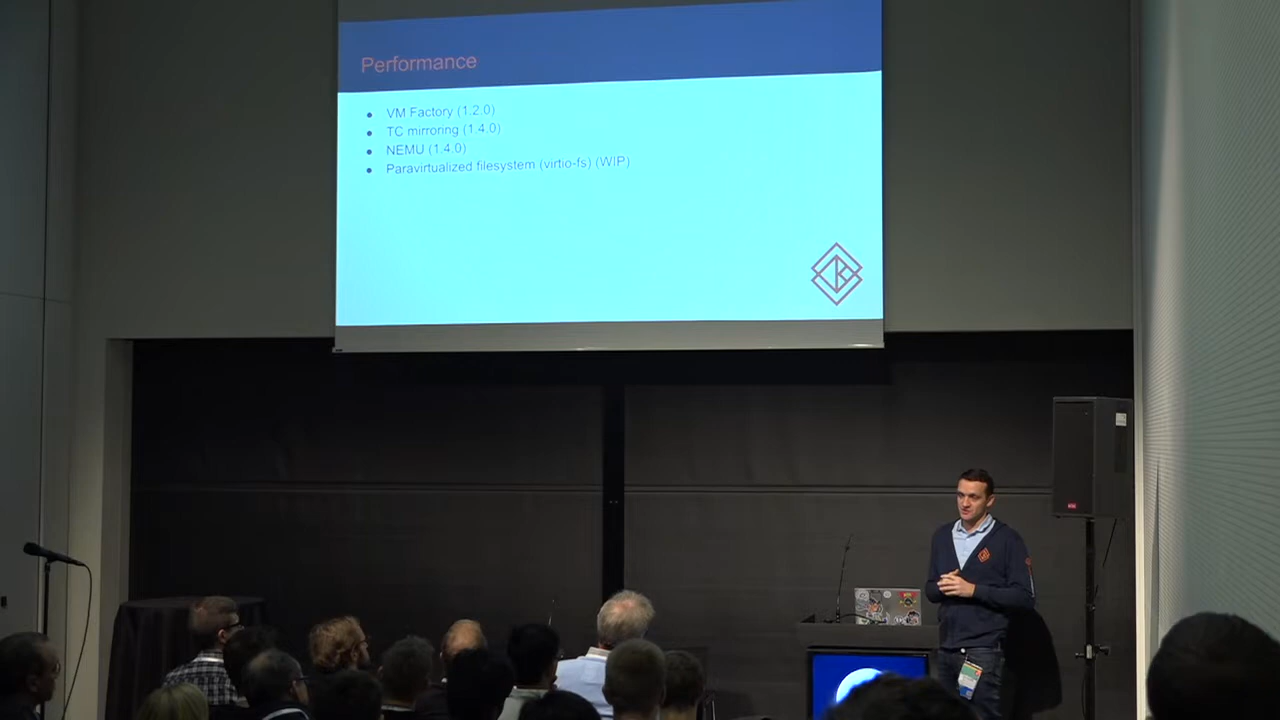 Performance
VM Factory (1.2.0)
TC mirroring (1.4.0)
NEMU (1.4.0)
Paravirtualized filesystem (virtio-fs) (WIP)